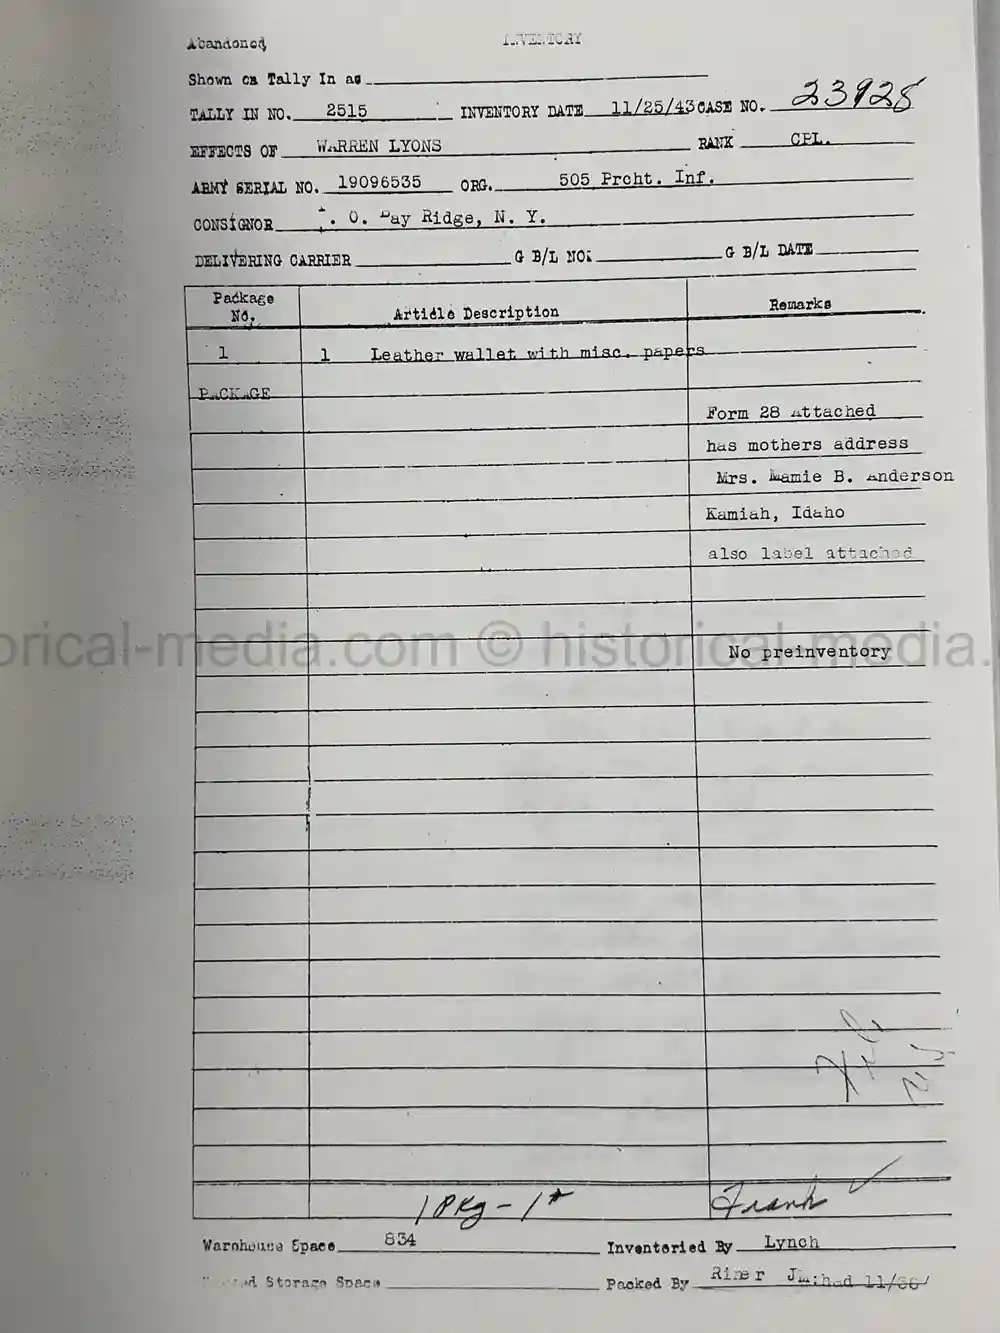 Abandoned INVENTORY
Shown on Tally In as
TALLY IN NO. 2515 INVENTORY DATE 11/25/43 CASE NO. 23928
EFFECTS OF WARREN LYONS RANK CPL.
ARMY SERIAL NO. 19096535 ORG. 505 Prcht. Inf.
CONSIGNOR P. O. Bay Ridge, N. Y.
DELIVERING CARRIER G B/L NO. G B/L DATE
Package No. Article Description Remarks
1 1 Leather wallet with misc. papers
PACKAGE
Form 28 Attached
has mothers address
Mrs. Mamie B. Anderson
Kamiah, Idaho
also label attached
orical-media.com © historical-media.
No preinventory
1 Pkg - 1# Frank
Warehouse Space 834 Inventoried By Lynch
Storage Space Packed By